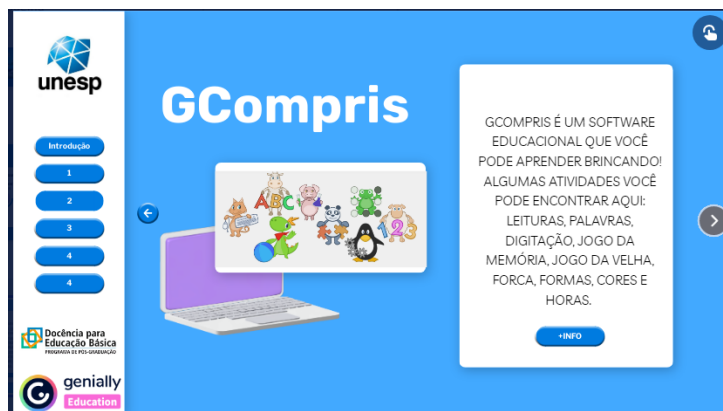 unesp
Introdução
1
2
3
4
4
Docência para
Educação Básica
PROGRAMA DE PÓS-GRADUAÇÃO
genially
Education
GCompris
ABC
123
GCOMPRIS É UM SOFTWARE
EDUCACIONAL QUE VOCÊ
PODE APRENDER BRINCANDO!
ALGUMAS ATIVIDADES VOCÊ
PODE ENCONTRAR AQUI:
LEITURAS, PALAVRAS,
DIGITAÇÃO, JOGO DA
MEMÓRIA, JOGO DA VELHA,
FORCA, FORMAS, CORES E
HORAS.
+INFO